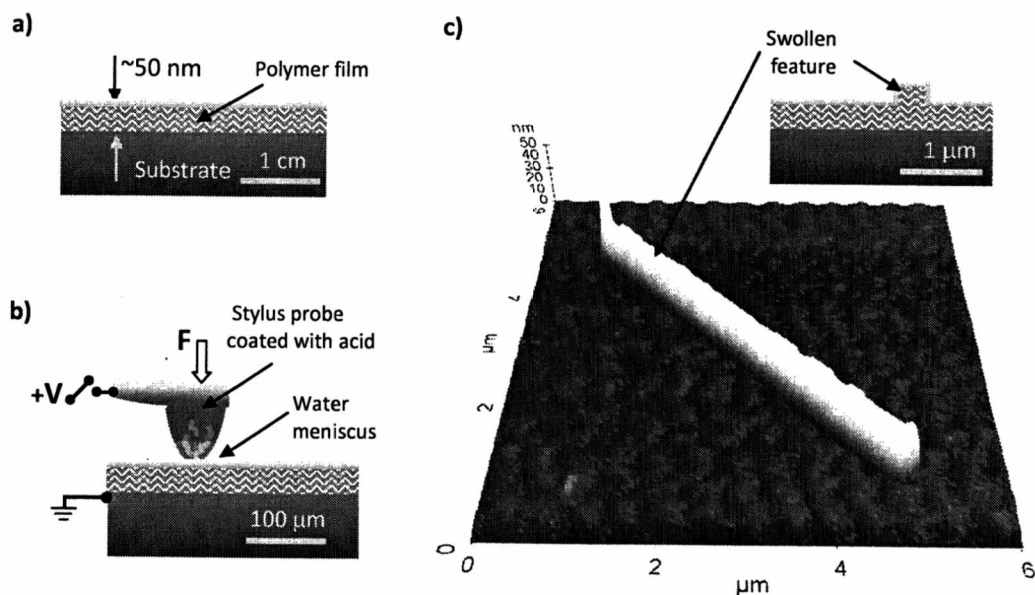 a)
~50 nm
Polymer film
Substrate
1 cm
b)
Stylus probe
coated with acid
F
+V
Water
meniscus
100 µm
c)
Swollen
feature
1 µm
nm
50
40
30
20
10
0
6
µm
2
0
0
2
4
6
µm